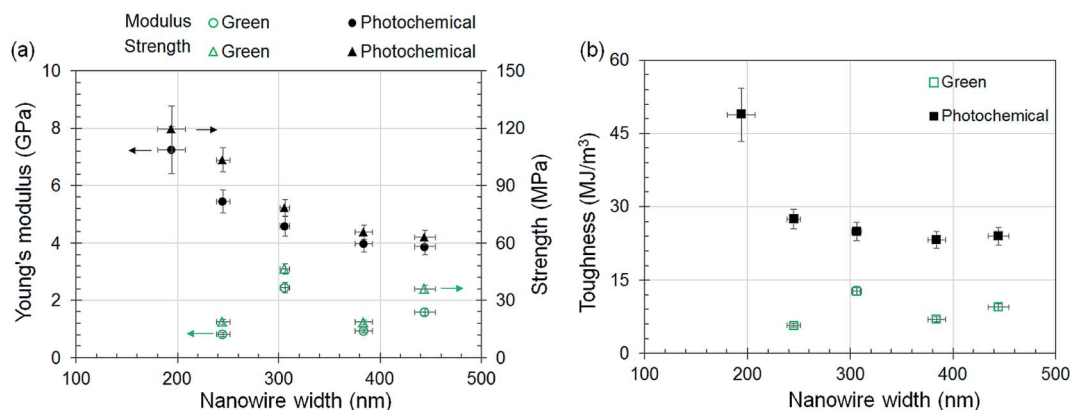 Modulus Green Photochemical
Strength Green Photochemical
(a)
10
8
6
4
2
0
Young's modulus (GPa)
150
120
90
60
30
0
Strength (MPa)
100 200 300 400 500
Nanowire width (nm)
(b)
60
45
30
15
0
Toughness (MJ/m³)
Green
Photochemical
100 200 300 400 500
Nanowire width (nm)